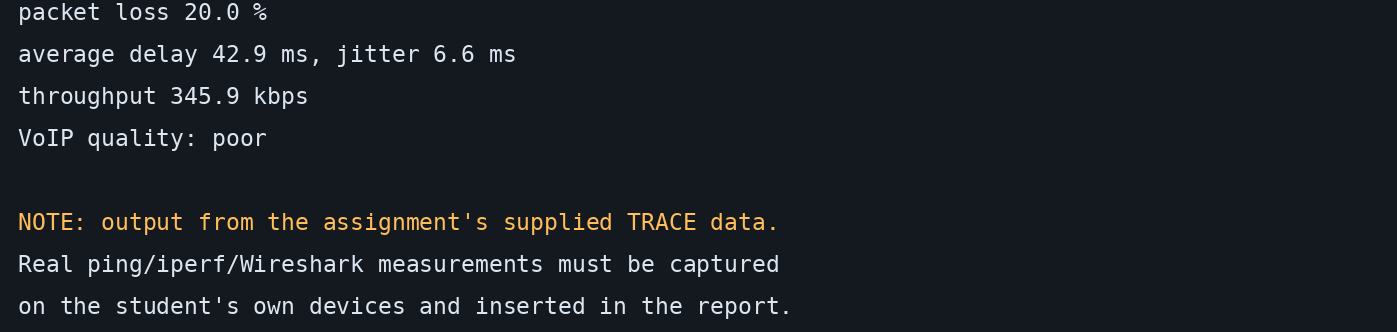 packet loss 20.0 %
average delay 42.9 ms, jitter 6.6 ms
throughput 345.9 kbps
VoIP quality: poor
NOTE: output from the assignment's supplied TRACE data.
Real ping/iperf/Wireshark measurements must be captured
on the student's own devices and inserted in the report.